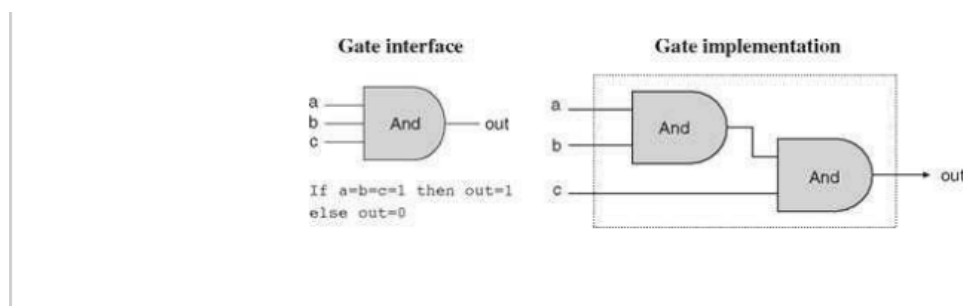 Gate interface
a
b
c
And
out
If a=b=c=1 then out=1
else out=0
Gate implementation
a
b
c
And
And
out